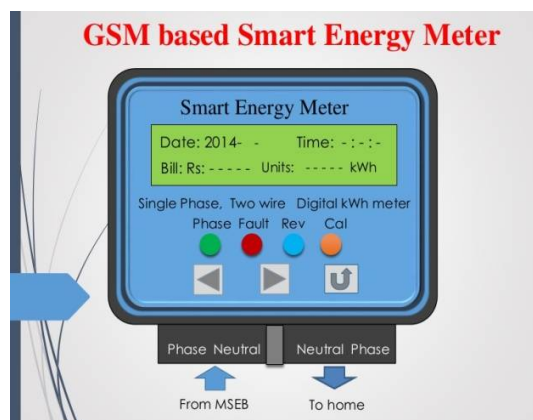 GSM based Smart Energy Meter
Smart Energy Meter
Date: 2014- - Time: - : - : -
Bill: Rs: - - - - - Units: - - - - - kWh
Single Phase, Two wire Digital kWh meter
Phase Fault Rev Cal
Phase Neutral Neutral Phase
From MSEB To home